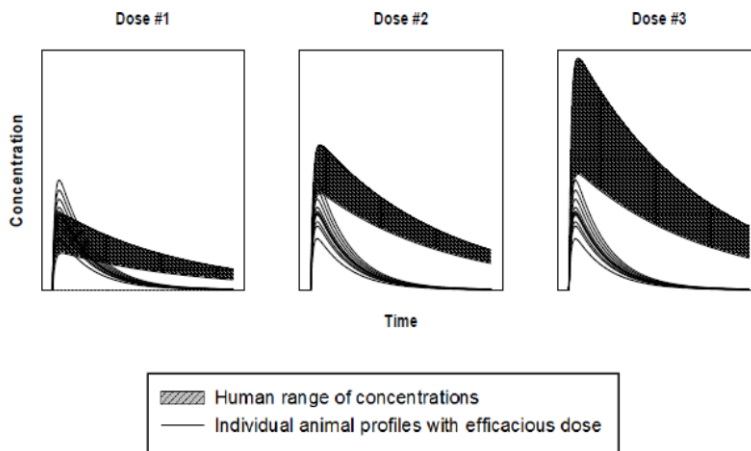 Dose #1
Dose #2
Dose #3
Concentration
Time
Human range of concentrations
Individual animal profiles with efficacious dose